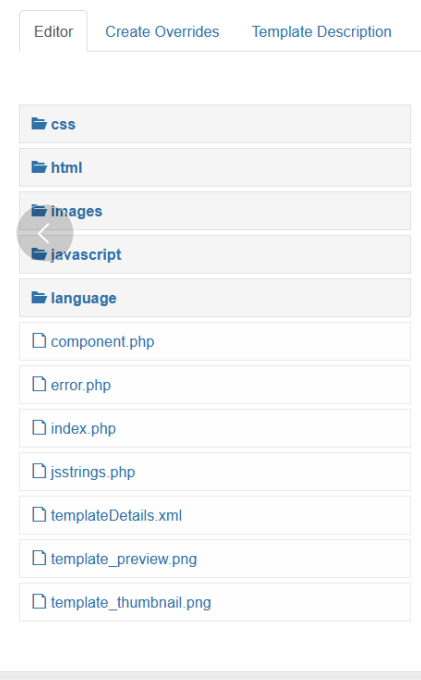 Editor Create Overrides Template Description
css
html
images
javascript
language
component.php
error.php
index.php
jsstrings.php
templateDetails.xml
template_preview.png
template_thumbnail.png